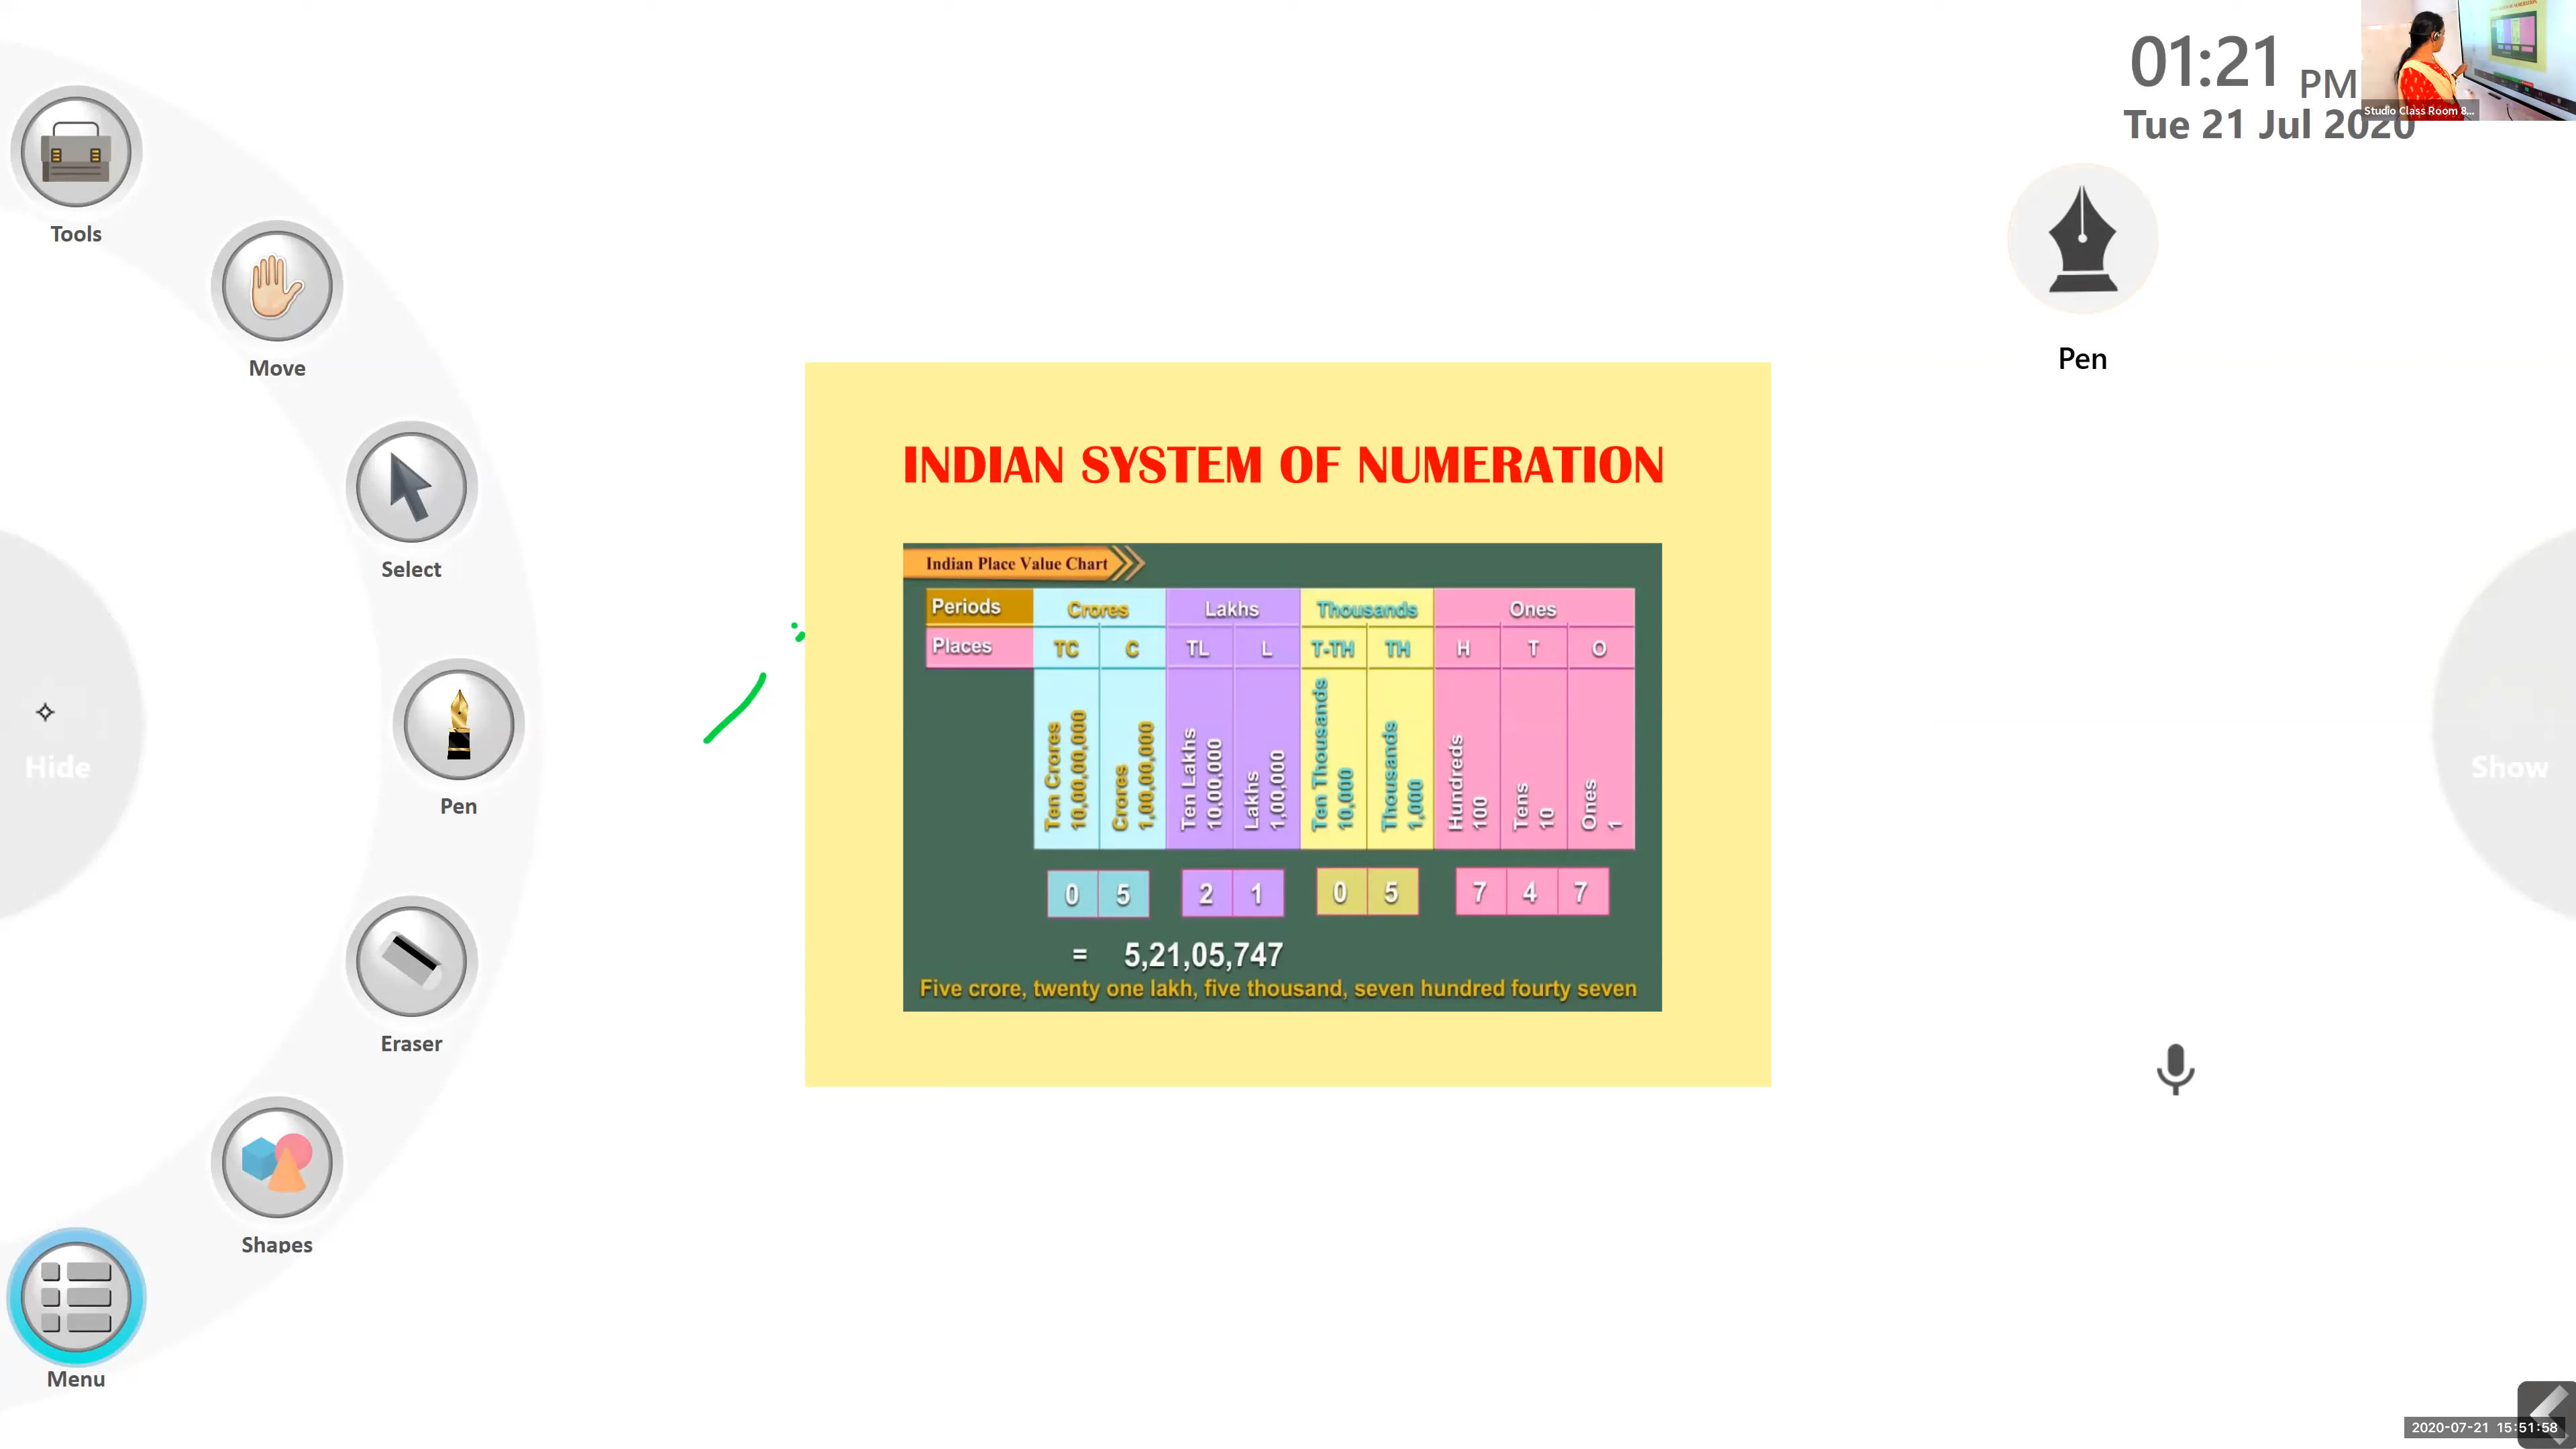 01:21 PM
Tue 21 Jul 2020
Studio Class Room 8...
Tools
Move
Select
Pen
Eraser
Shapes
Menu
Hide
Pen
Show
INDIAN SYSTEM OF NUMERATION
Indian Place Value Chart
Periods Crores Lakhs Thousands Ones
Places TC C TL L T-TH TH H T O
Ten Crores
10,00,00,000
Crores
1,00,00,000
Ten Lakhs
10,00,000
Lakhs
1,00,000
Ten Thousands
10,000
Thousands
1,000
Hundreds
100
Tens
10
Ones
1
0 5 2 1 0 5 7 4 7
= 5,21,05,747
Five crore, twenty one lakh, five thousand, seven hundred fourty seven
2020-07-21 15:51:58